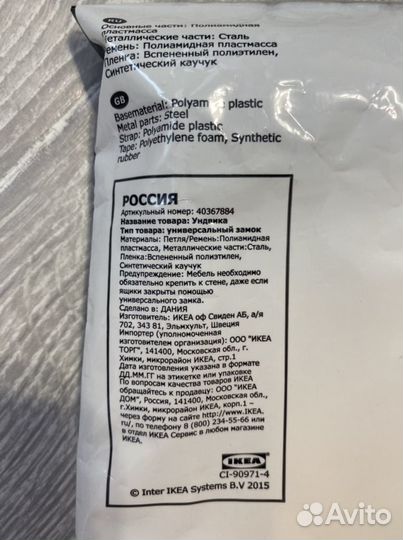 RU
Основные части: Полиамидная
пластмасса
Металлические части: Сталь
Ремень: Полиамидная пластмасса
Пленка: Вспененный полиэтилен,
Синтетический каучук
GB
Basematerial: Polyamide plastic
Metal parts: Steel
Strap: Polyamide plastic
Tape: Polyethylene foam, Synthetic
rubber
РОССИЯ
Артикульный номер: 40367884
Название товара: Ундрика
Тип товара: универсальный замок
Материалы: Петля/Ремень:Полиамидная
пластмасса, Металлические части:Сталь,
Пленка:Вспененный полиэтилен,
Синтетический каучук
Предупреждение: Мебель необходимо
обязательно крепить к стене, даже если
ящики закрыты помощью
универсального замка.
Сделано в: ДАНИЯ
Изготовитель: ИКЕА оф Свиден АБ, а/я
702, 343 81, Эльмхульт, Швеция
Импортер (уполномоченная
изготовителем организация): ООО "ИКЕА
ТОРГ", 141400, Московская обл., г.
Химки, микрорайон ИКЕА, стр.1
Дата изготовления указана в формате
ДД.ММ.ГГ на этикетке или упаковке
По вопросам качества товаров ИКЕА
обращайтесь к продавцу: ООО "ИКЕА
ДОМ", Россия, 141400, Московская обл.,
г.Химки, микрорайон ИКЕА, корп.1 –
через форму на сайте http://www.IKEA.
ru/, по телефону 8 (800) 234-55-66 или
в отдел ИКЕА Сервис в любом магазине
ИКЕА.
IKEA
CI-90971-4
© Inter IKEA Systems B.V 2015
Avito